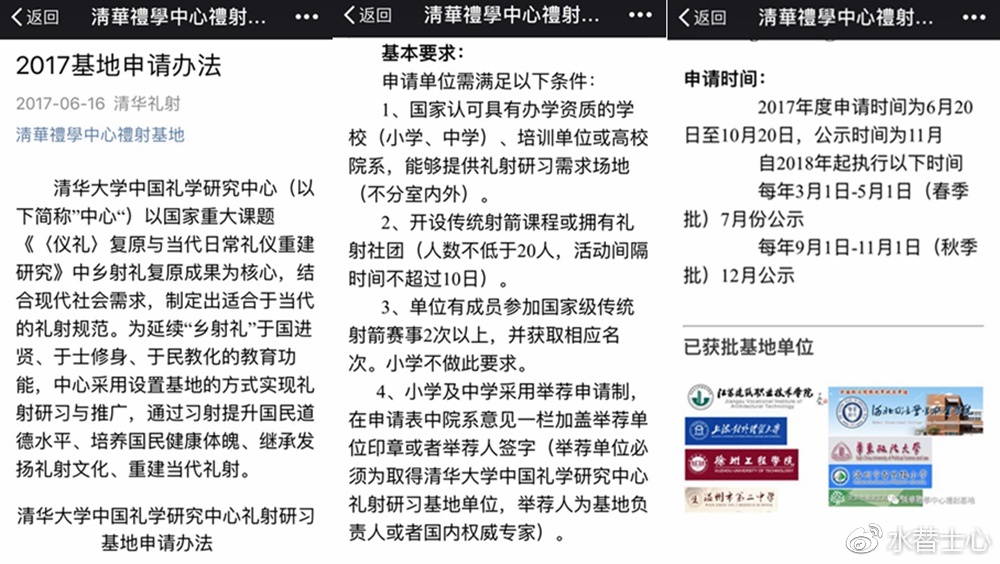 返回
清華禮學中心禮射...
2017基地申请办法
2017-06-16 清华礼射
清華禮學中心禮射基地
清华大学中国礼学研究中心（以
下简称”中心“）以国家重大课题
《〈仪礼〉复原与当代日常礼仪重建
研究》中乡射礼复原成果为核心，结
合现代社会需求，制定出适合于当代
的礼射规范。为延续“乡射礼”于国进
贤、于士修身、于民教化的教育功
能，中心采用设置基地的方式实现礼
射研习与推广，通过习射提升国民道
德水平、培养国民健康体魄、继承发
扬礼射文化、重建当代礼射。
清华大学中国礼学研究中心礼射研习
基地申请办法
返回
清華禮學中心禮射...
基本要求：
申请单位需满足以下条件：
1、国家认可具有办学资质的学
校（小学、中学）、培训单位或高校
院系，能够提供礼射研习需求场地
（不分室内外）。
2、开设传统射箭课程或拥有礼
射社团（人数不低于20人，活动间隔
时间不超过10日）。
3、单位有成员参加国家级传统
射箭赛事2次以上，并获取相应名
次。小学不做此要求。
4、小学及中学采用举荐申请制，
在申请表中院系意见一栏加盖举荐单
位印章或者举荐人签字（举荐单位必
须为取得清华大学中国礼学研究中心
礼射研习基地单位，举荐人为基地负
责人或者国内权威专家）。
返回
清華禮學中心禮射...
申请时间：
2017年度申请时间为6月20
日至10月20日，公示时间为11月
自2018年起执行以下时间
每年3月1日-5月1日（春季
批）7月份公示
每年9月1日-11月1日（秋季
批）12月公示
已获批基地单位
江苏建筑职业技术学院
Jiangsu Vocational Institute of
Architectural Technology
上海对外经贸大学
徐州工程学院
XUZHOU UNIVERSITY OF TECHNOLOGY
温州市第二中学
華東政法大学
清華禮學中心禮射基地
水替士心